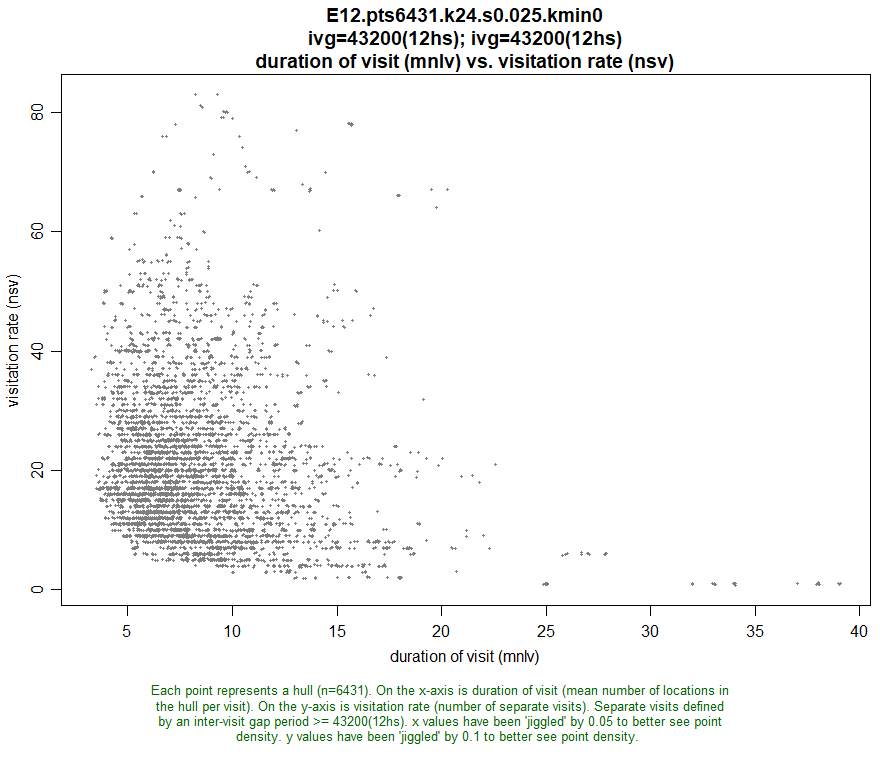 E12.pts6431.k24.s0.025.kmin0
ivg=43200(12hs); ivg=43200(12hs)
duration of visit (mnlv) vs. visitation rate (nsv)
80
60
40
20
0
visitation rate (nsv)
5 10 15 20 25 30 35 40
duration of visit (mnlv)
Each point represents a hull (n=6431). On the x-axis is duration of visit (mean number of locations in
the hull per visit). On the y-axis is visitation rate (number of separate visits). Separate visits defined
by an inter-visit gap period >= 43200(12hs). x values have been 'jiggled' by 0.05 to better see point
density. y values have been 'jiggled' by 0.1 to better see point density.